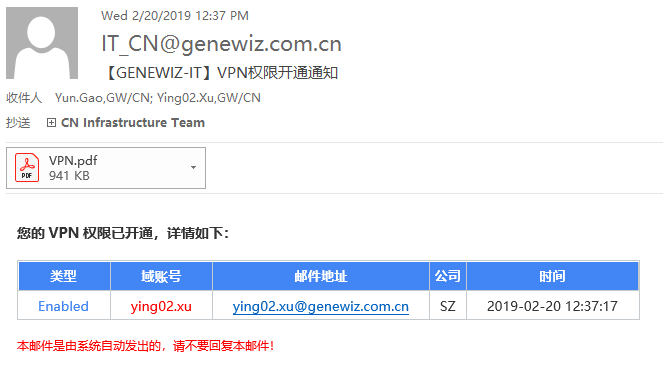 Wed 2/20/2019 12:37 PM
IT_CN@genewiz.com.cn
【GENEWIZ-IT】VPN权限开通通知
收件人 Yun.Gao,GW/CN; Ying02.Xu,GW/CN
抄送 CN Infrastructure Team
VPN.pdf
941 KB
PDF
您的 VPN 权限已开通，详情如下：
类型 域账号 邮件地址 公司 时间
Enabled ying02.xu ying02.xu@genewiz.com.cn SZ 2019-02-20 12:37:17
本邮件是由系统自动发出的，请不要回复本邮件！